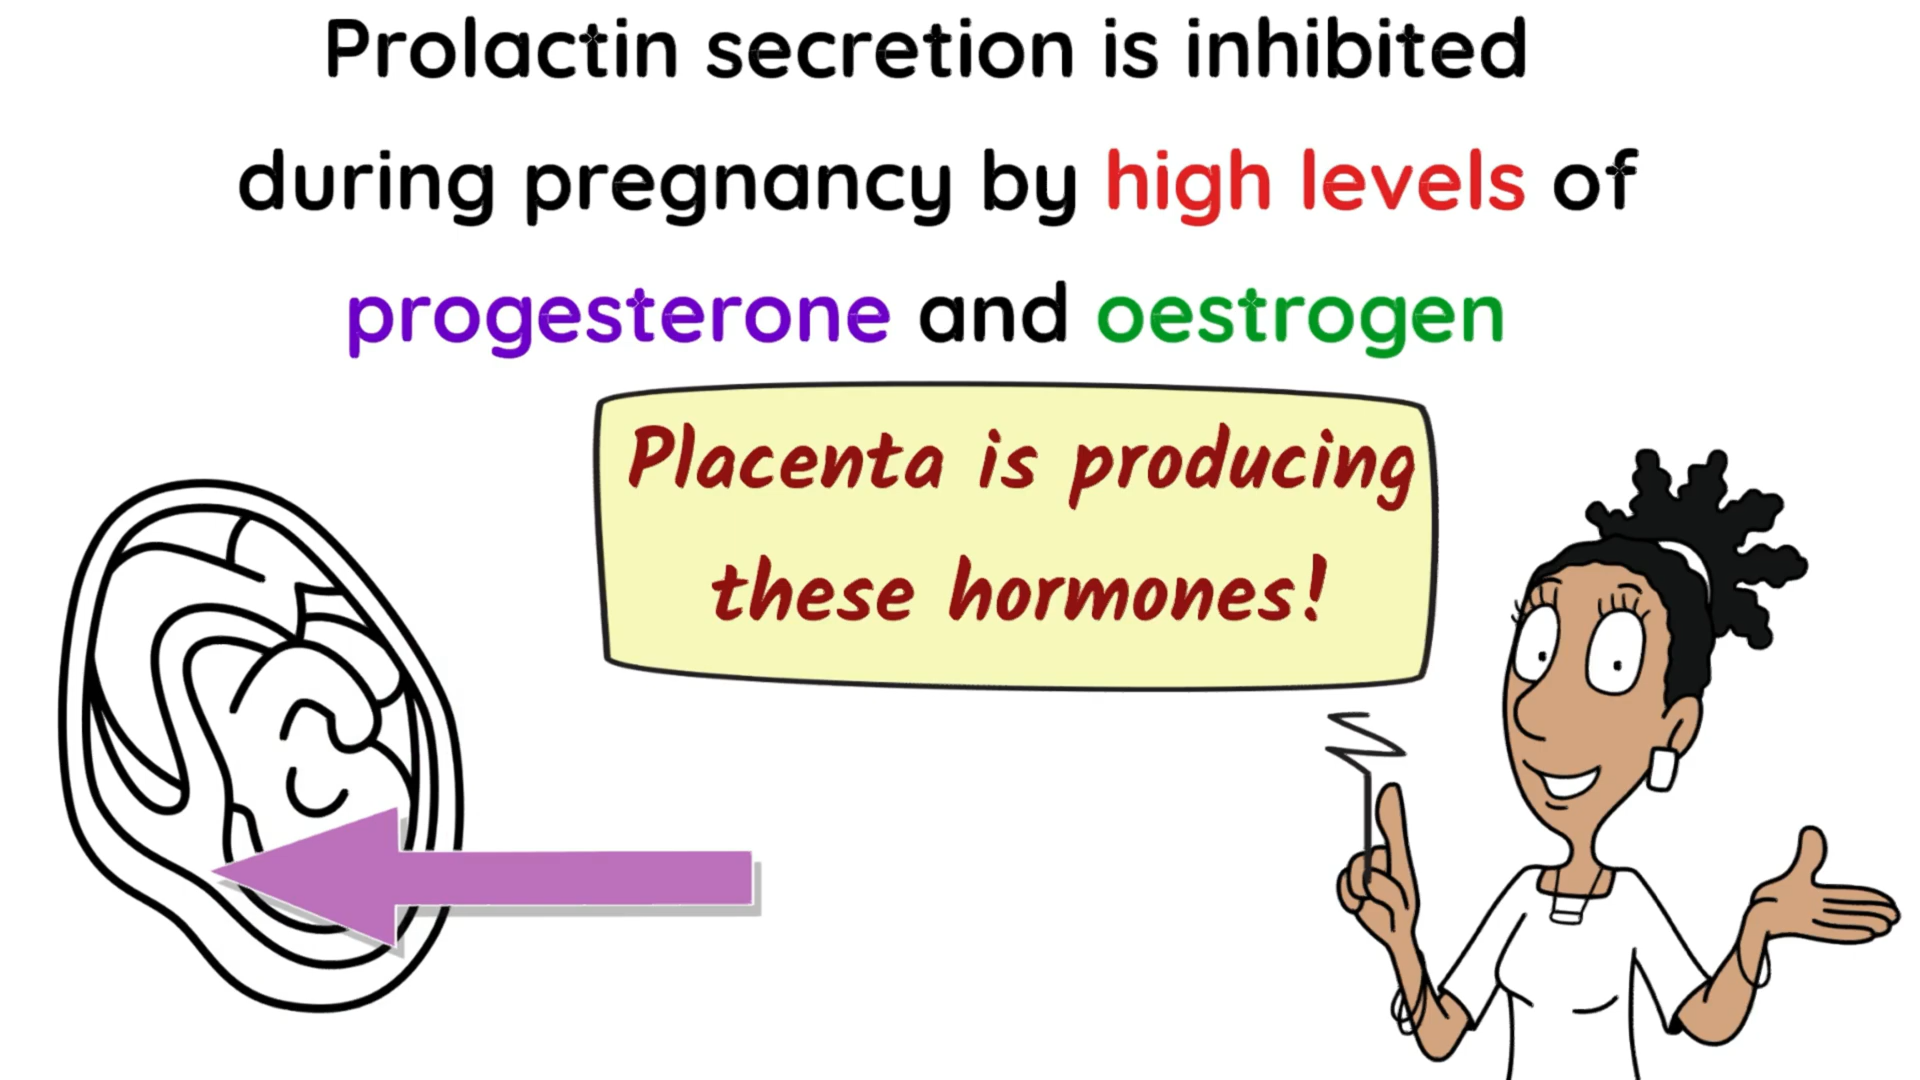 Prolactin secretion is inhibited
during pregnancy by high levels of
progesterone and oestrogen
Placenta is producing
these hormones!